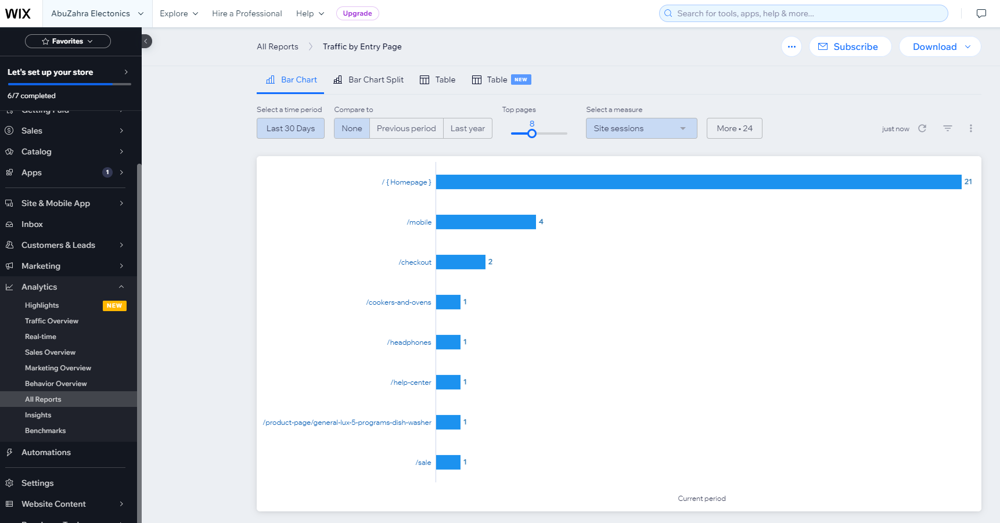 WIX
AbuZahra Electonics
Explore
Hire a Professional
Help
Upgrade
Search for tools, apps, help & more...
Favorites
Let's set up your store
6/7 completed
Getting Paid
Sales
Catalog
Apps
1
Site & Mobile App
Inbox
Customers & Leads
Marketing
Analytics
Highlights
NEW
Traffic Overview
Real-time
Sales Overview
Marketing Overview
Behavior Overview
All Reports
Insights
Benchmarks
Automations
Settings
Website Content
All Reports
Traffic by Entry Page
Subscribe
Download
Bar Chart
Bar Chart Split
Table
Table NEW
Select a time period
Last 30 Days
Compare to
None
Previous period
Last year
Top pages
8
Select a measure
Site sessions
More • 24
just now
/ { Homepage } 21
/mobile 4
/checkout 2
/cookers-and-ovens 1
/headphones 1
/help-center 1
/product-page/general-lux-5-programs-dish-washer 1
/sale 1
Current period